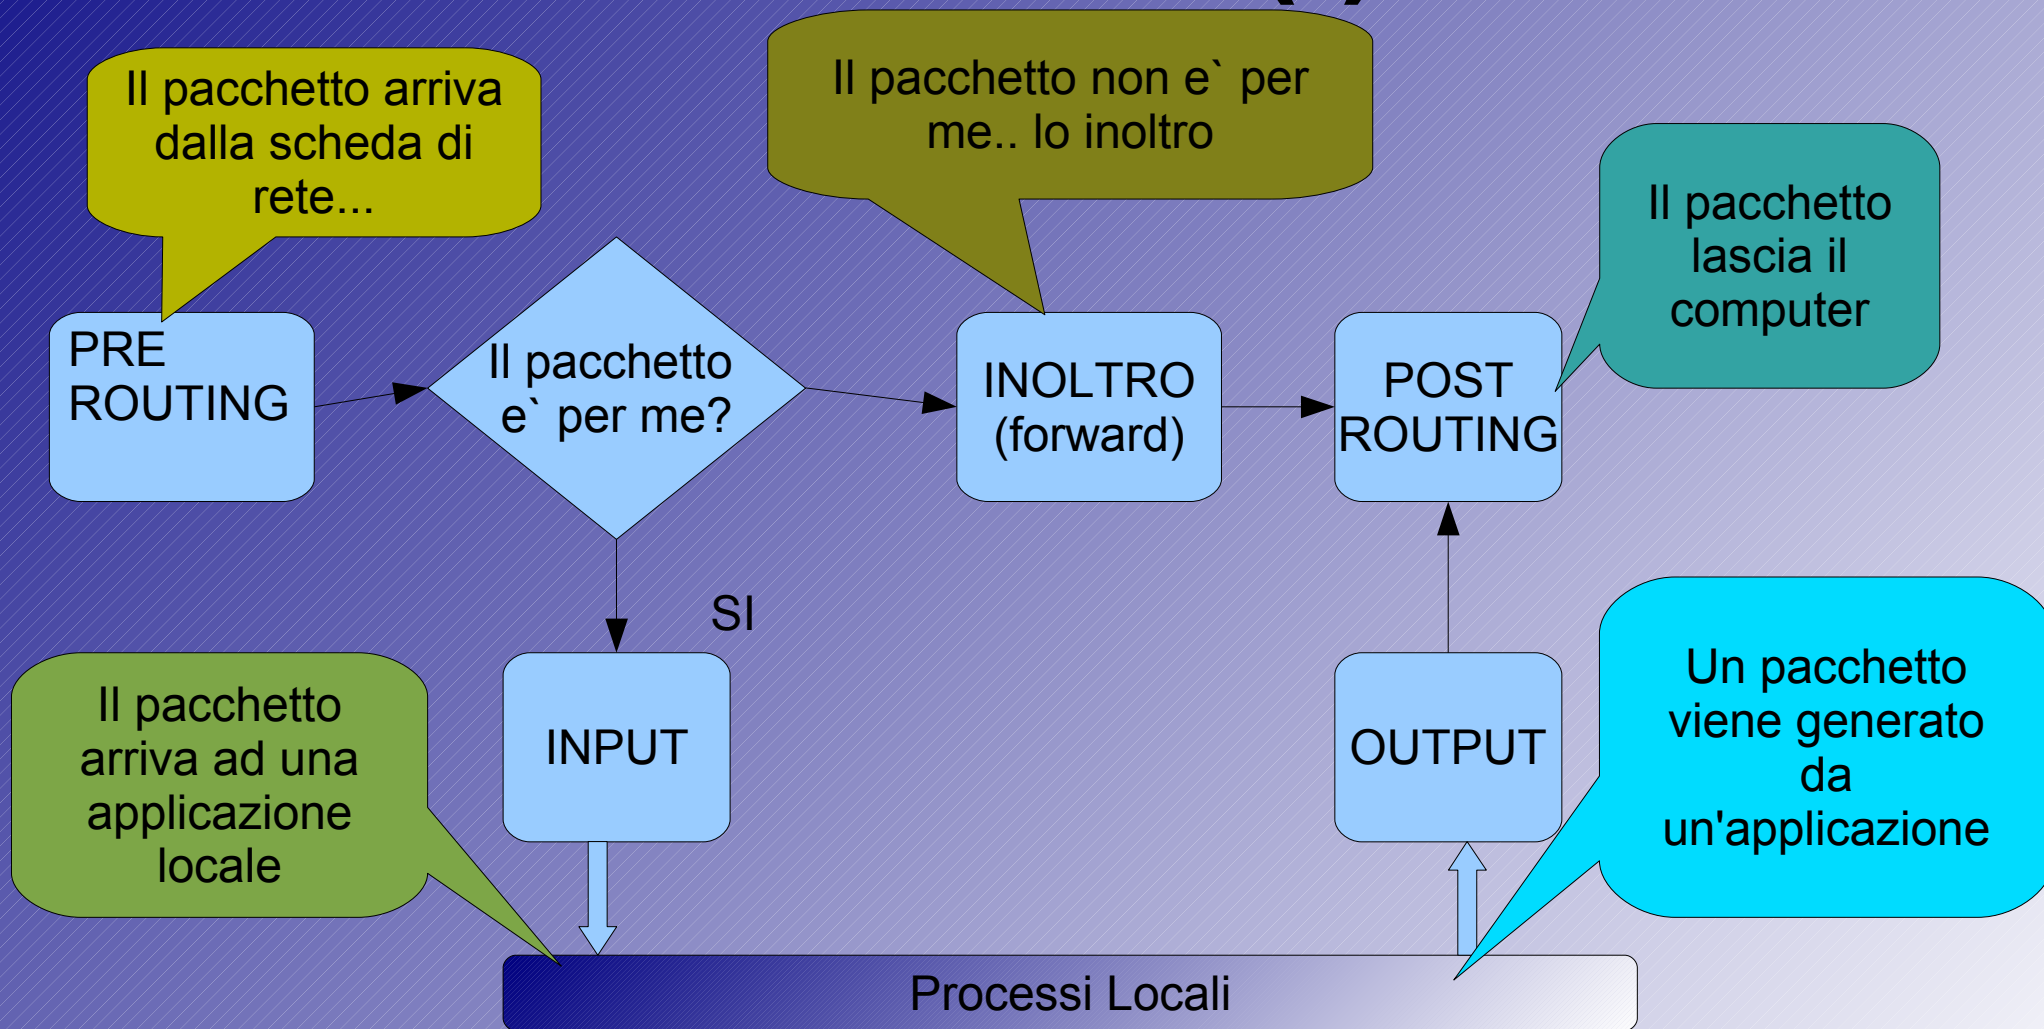 Il pacchetto arriva
dalla scheda di
rete...
Il pacchetto non e` per
me.. lo inoltro
Il pacchetto
lascia il
computer
PRE
ROUTING
Il pacchetto
e` per me?
INOLTRO
(forward)
POST
ROUTING
SI
Il pacchetto
arriva ad una
applicazione
locale
INPUT
OUTPUT
Un pacchetto
viene generato
da
un'applicazione
Processi Locali